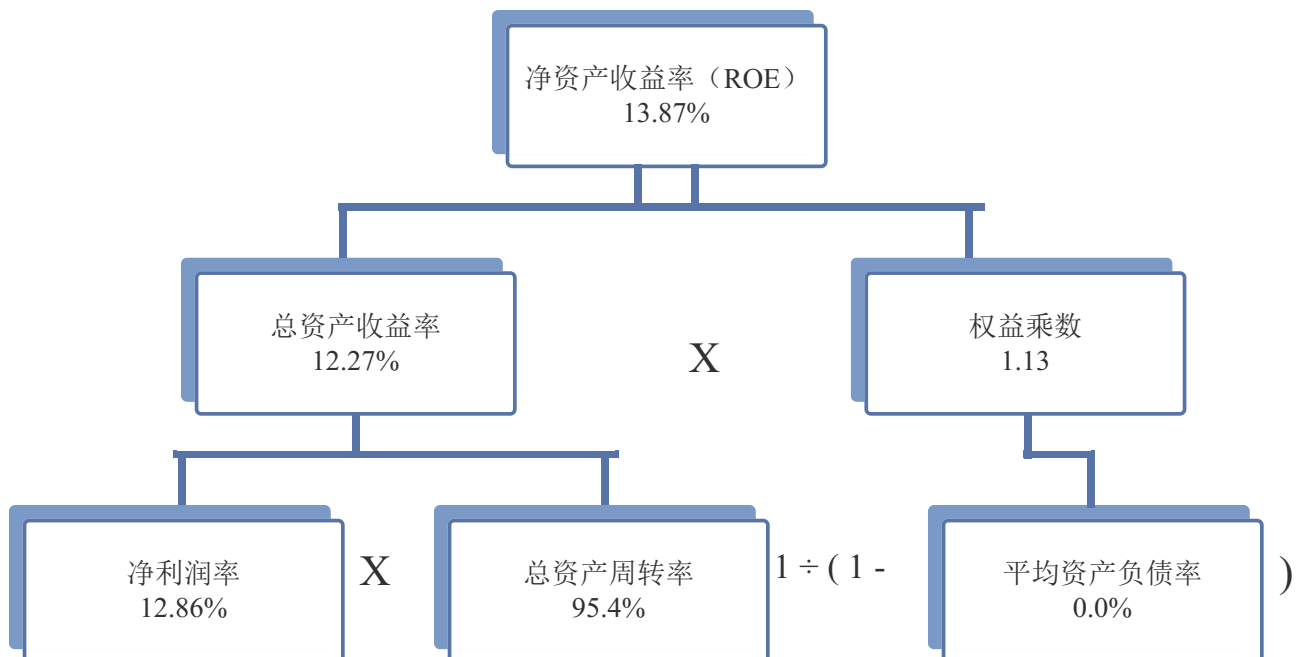 净资产收益率（ROE）
13.87%
总资产收益率
12.27%
X
权益乘数
1.13
净利润率
12.86%
X
总资产周转率
95.4%
1 ÷ ( 1 -
平均资产负债率
0.0%
)